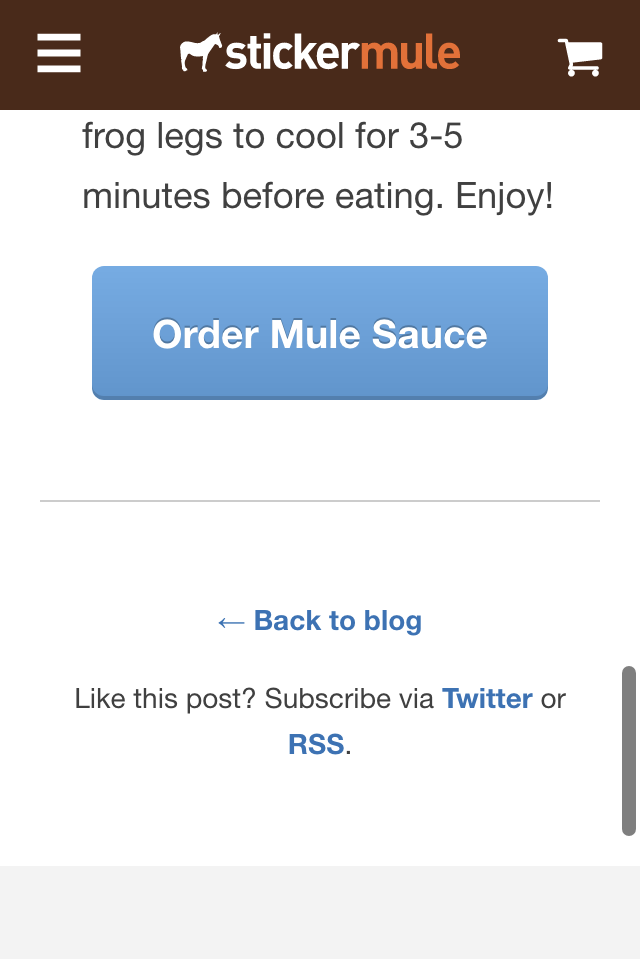 stickermule
frog legs to cool for 3-5
minutes before eating. Enjoy!
Order Mule Sauce
← Back to blog
Like this post? Subscribe via Twitter or
RSS.